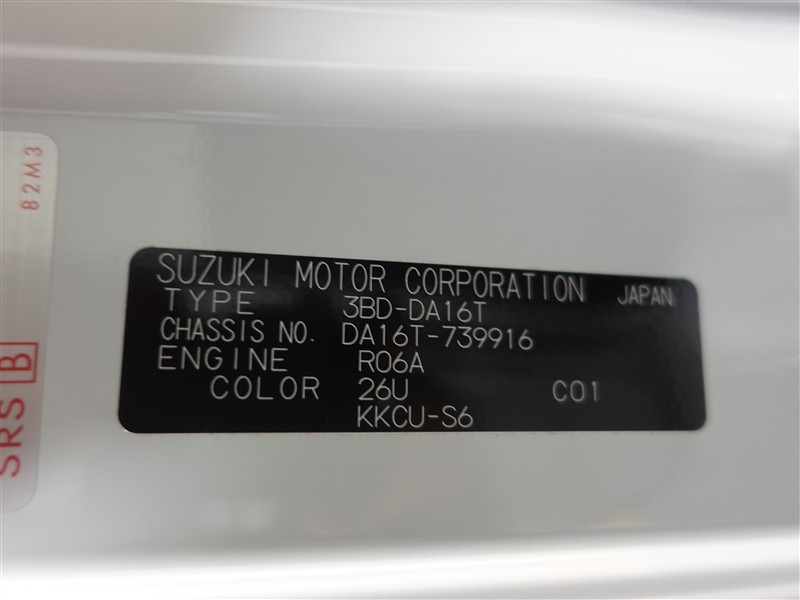 82M3
SRS B
SUZUKI MOTOR CORPORATION JAPAN
TYPE 3BD-DA16T
CHASSIS NO. DA16T-739916
ENGINE R06A
COLOR 26U C01
KKCU-S6